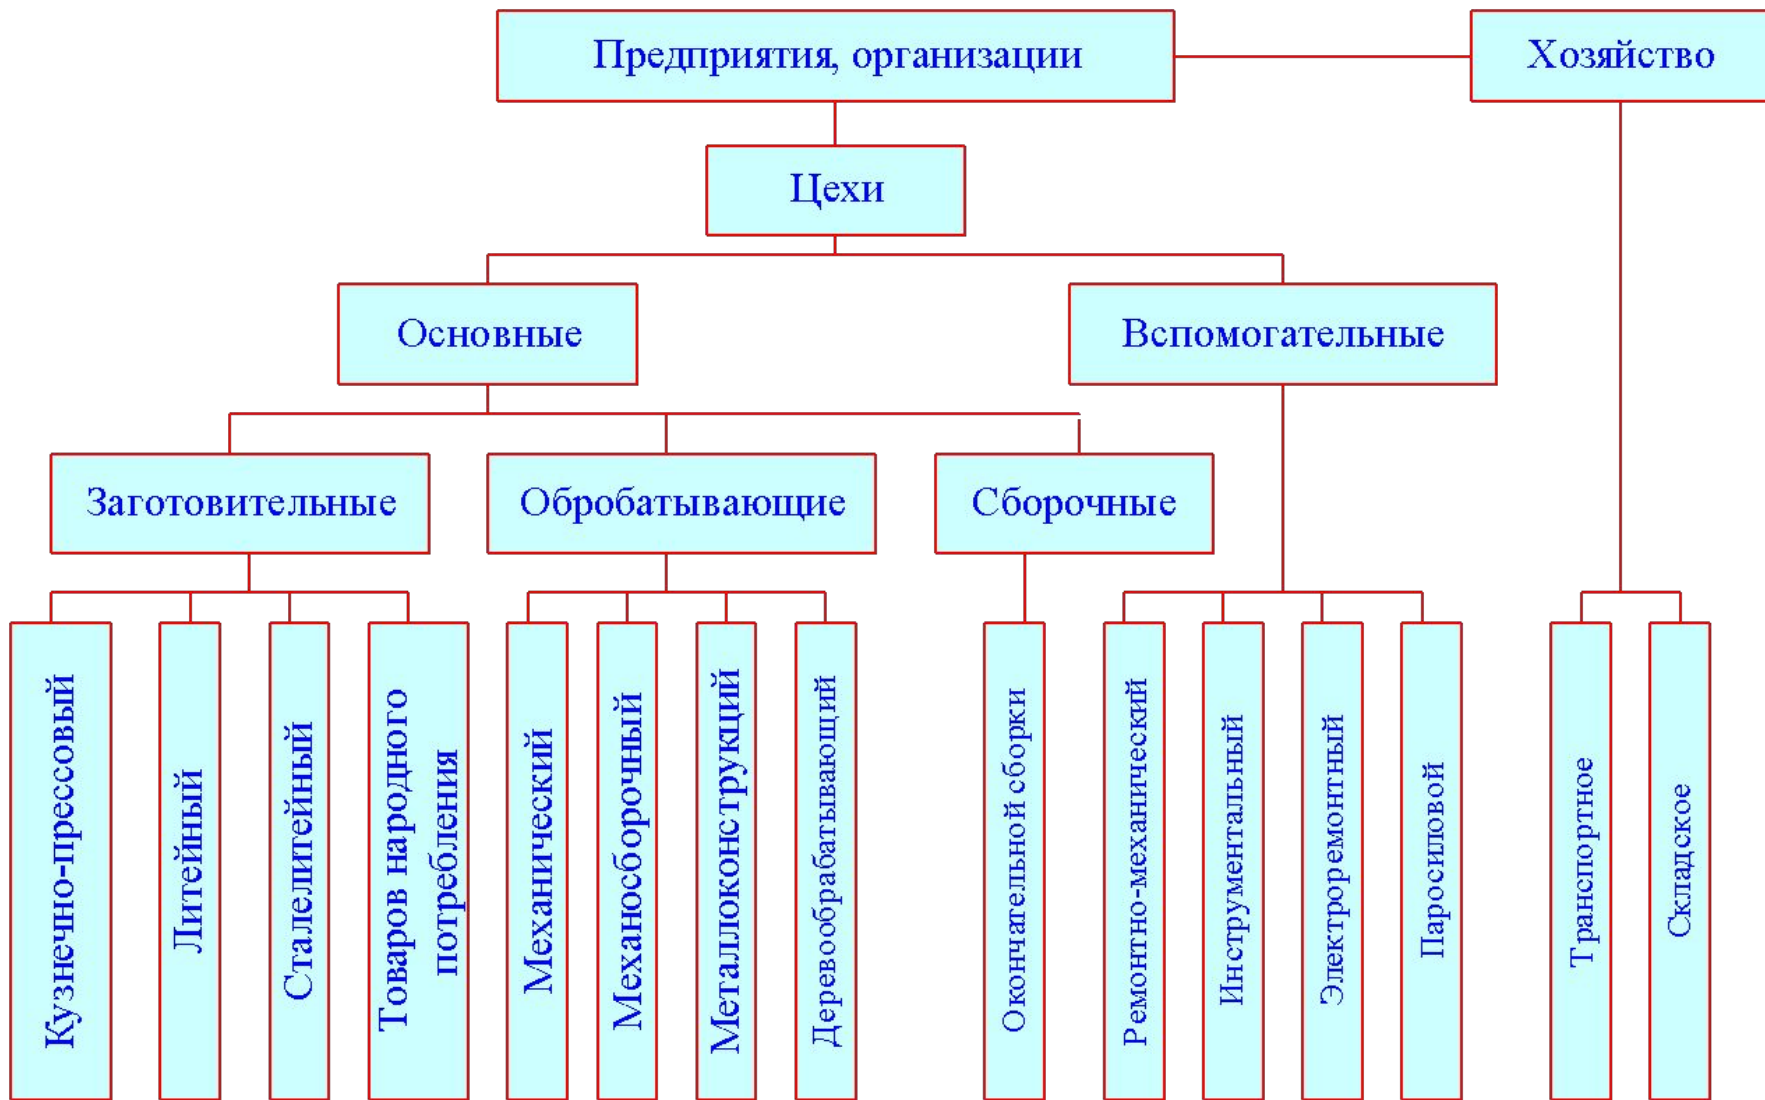 Предприятия, организации
Хозяйство
Цехи
Основные
Вспомогательные
Заготовительные
Обробатывающие
Сборочные
Кузнечно-прессовый
Литейный
Сталелитейный
Товаров народного
потребления
Механический
Механосборочный
Металлоконструкций
Деревообрабатывающий
Окончательной сборки
Ремонтно-механический
Инструментальный
Электроремонтный
Паросиловой
Транспортное
Складское